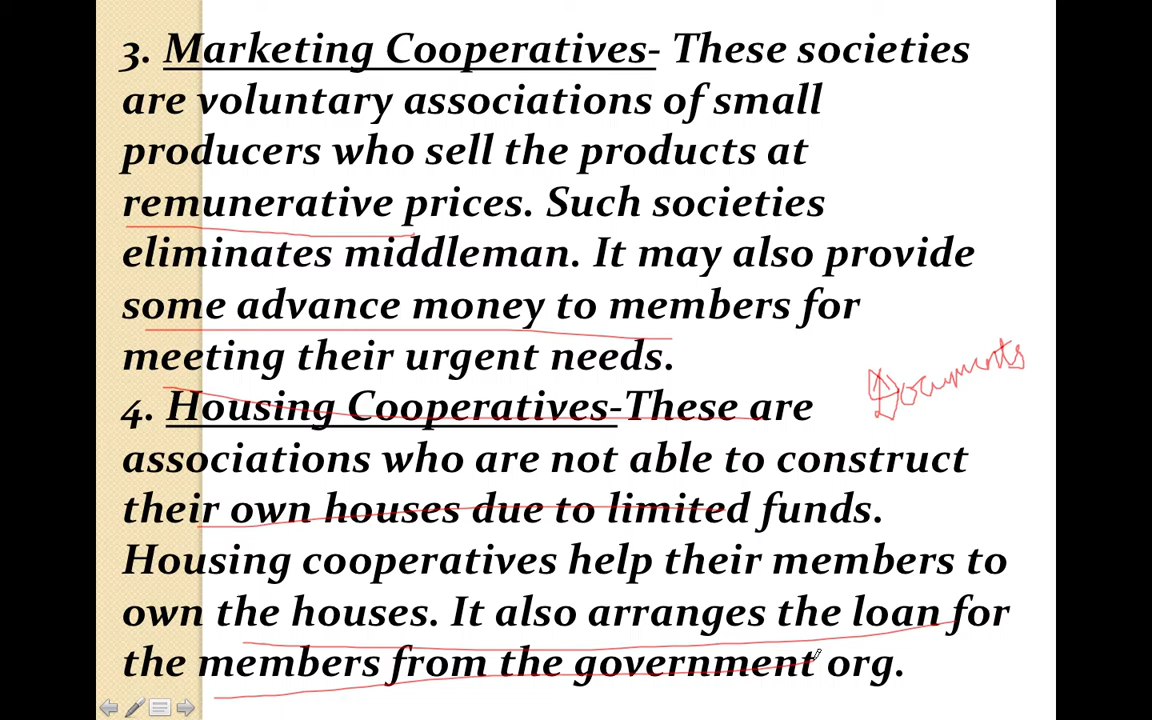 3. Marketing Cooperatives- These societies
are voluntary associations of small
producers who sell the products at
remunerative prices. Such societies
eliminates middleman. It may also provide
some advance money to members for
meeting their urgent needs.
Documents
4. Housing Cooperatives-These are
associations who are not able to construct
their own houses due to limited funds.
Housing cooperatives help their members to
own the houses. It also arranges the loan for
the members from the government org.